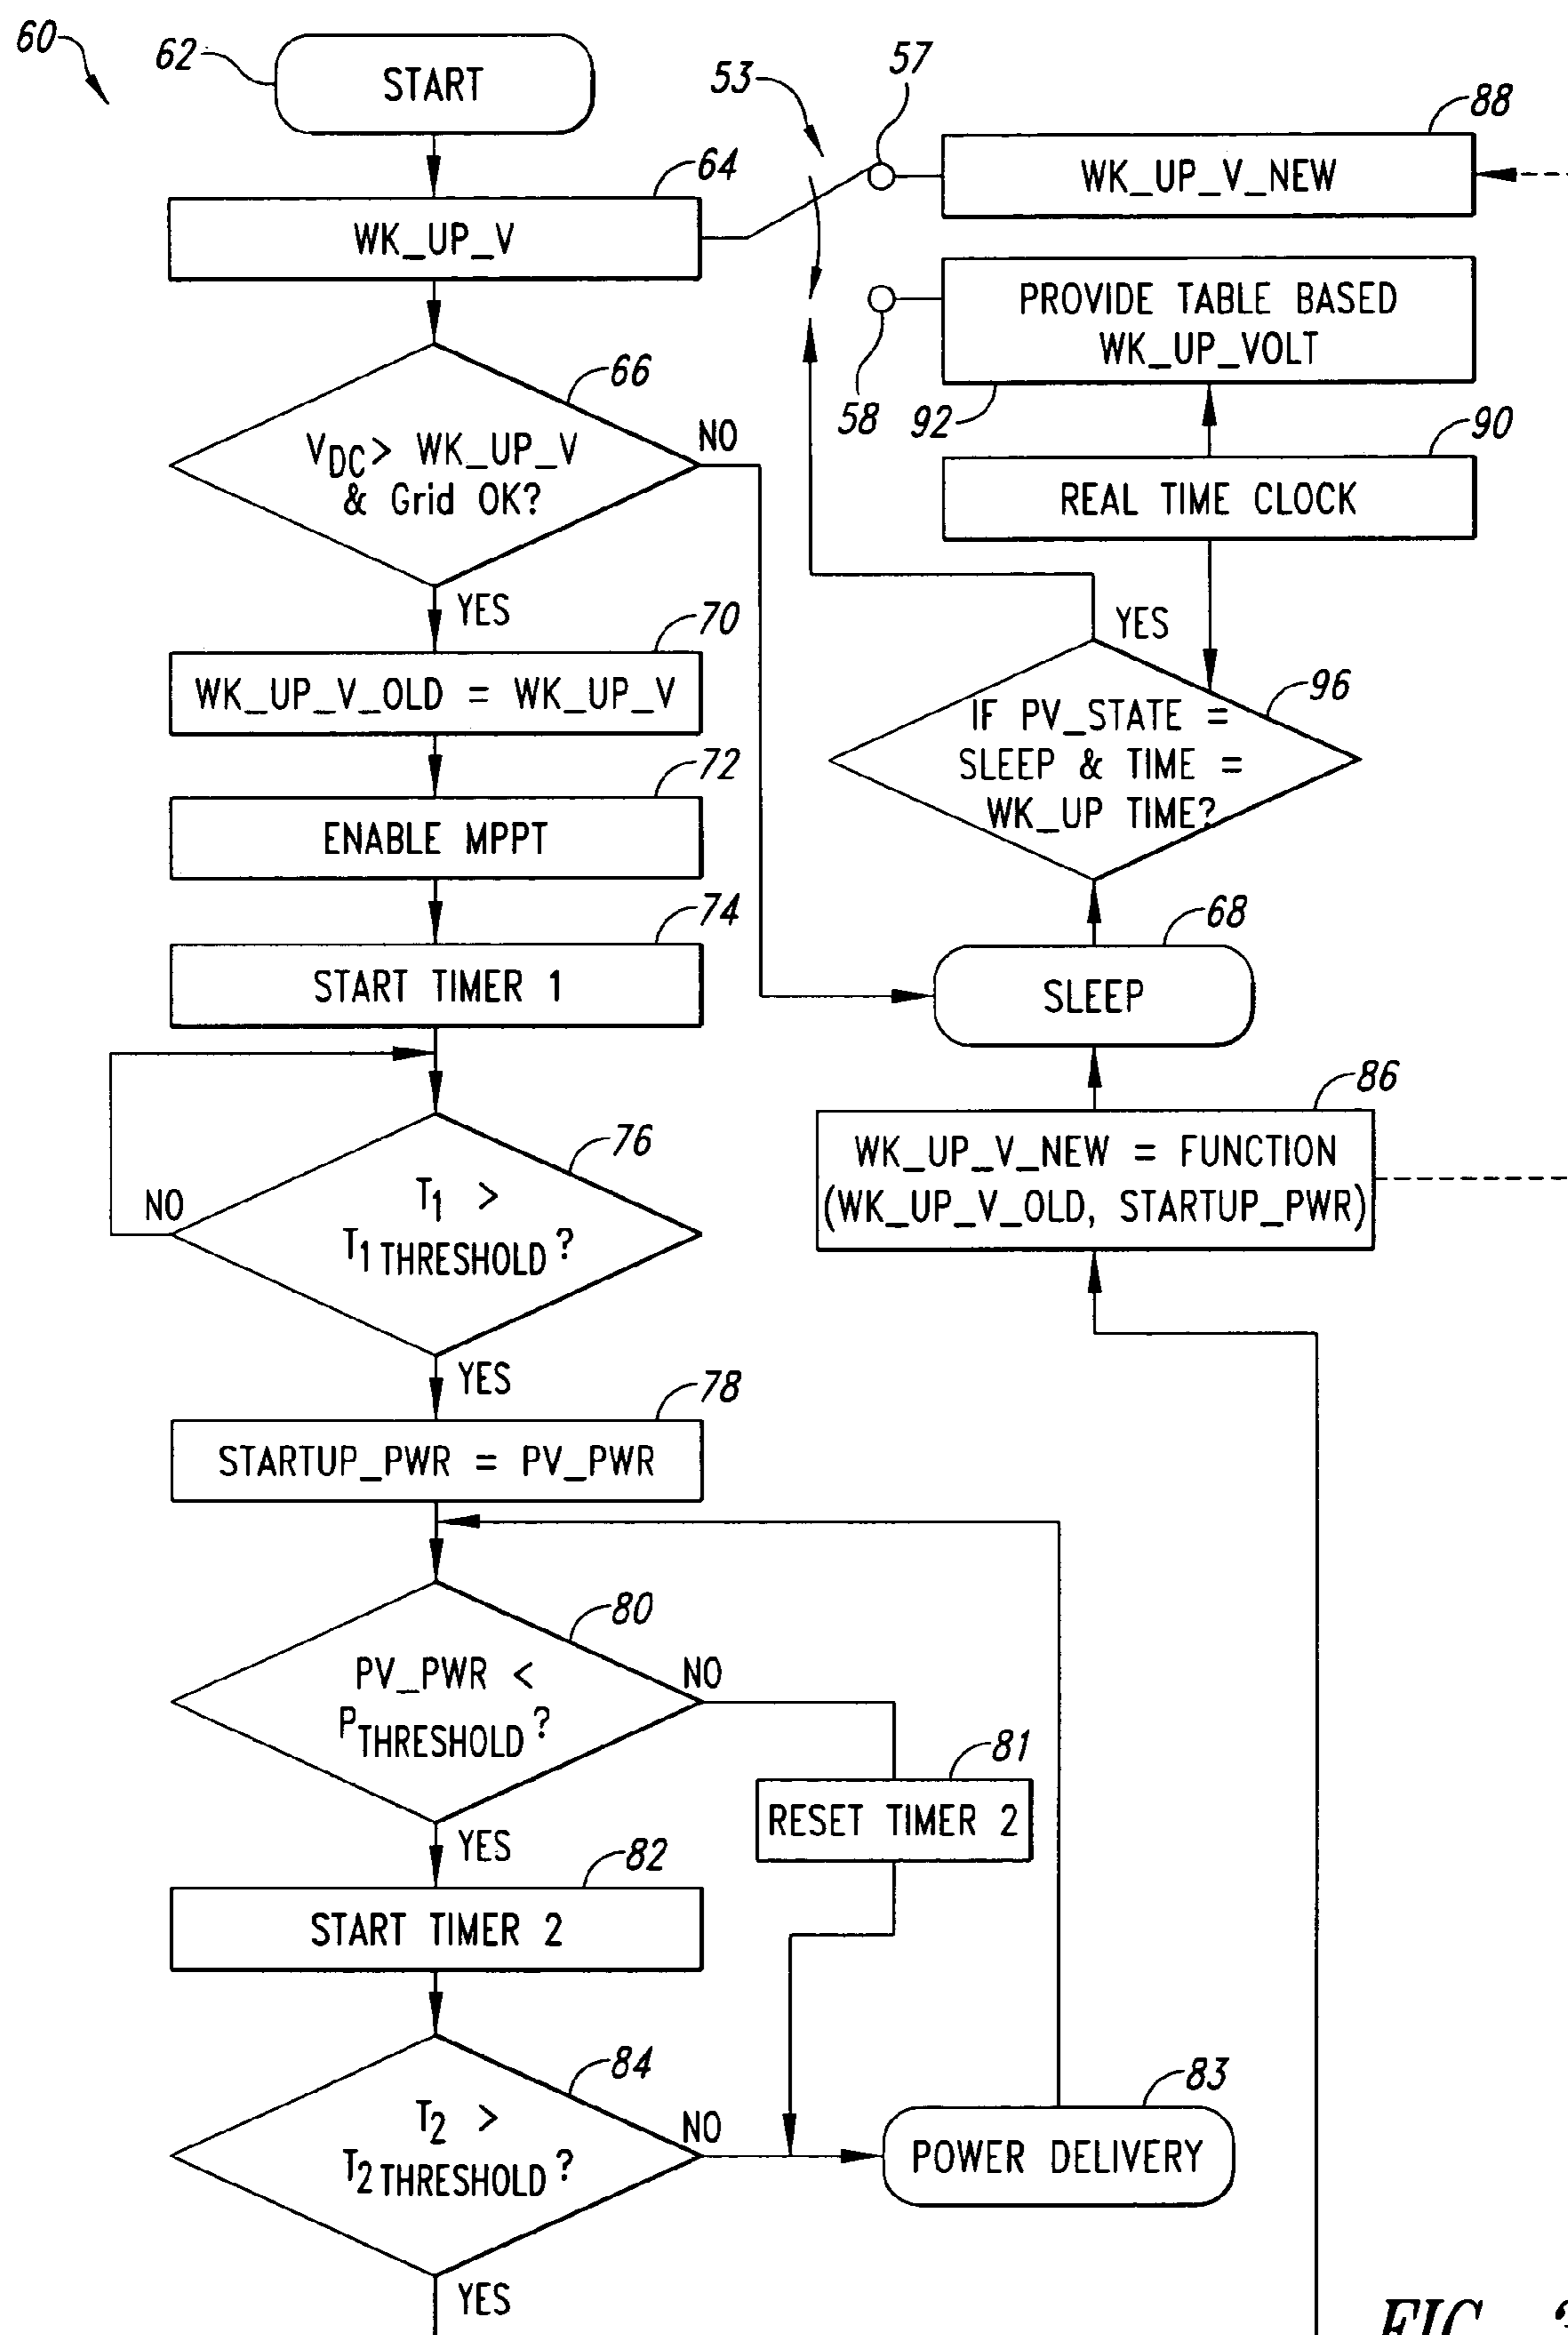 60
62
START
64
WK_UP_V
53
57
88
WK_UP_V_NEW
PROVIDE TABLE BASED
WK_UP_VOLT
58
92
90
REAL TIME CLOCK
66
VDC> WK_UP_V
& Grid OK?
NO
YES
70
WK_UP_V_OLD = WK_UP_V
72
ENABLE MPPT
74
START TIMER 1
YES
96
IF PV_STATE =
SLEEP & TIME =
WK_UP TIME?
68
SLEEP
86
WK_UP_V_NEW = FUNCTION
(WK_UP_V_OLD, STARTUP_PWR)
76
T1 >
T1 THRESHOLD ?
NO
YES
78
STARTUP_PWR = PV_PWR
80
PV_PWR <
PTHRESHOLD ?
NO
81
RESET TIMER 2
YES
82
START TIMER 2
84
T2 >
T2 THRESHOLD ?
NO
83
POWER DELIVERY
YES
FIG.